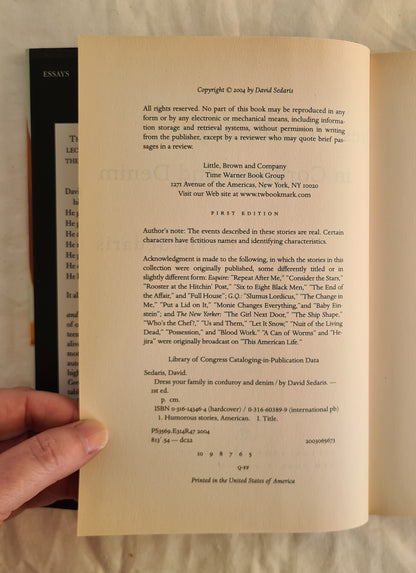 ESSAYS
Copyright © 2004 by David Sedaris
All rights reserved. No part of this book may be reproduced in any
form or by any electronic or mechanical means, including informa-
tion storage and retrieval systems, without permission in writing
from the publisher, except by a reviewer who may quote brief pas-
sages in a review.
Little, Brown and Company
Time Warner Book Group
1271 Avenue of the Americas, New York, NY 10020
Visit our Web site at www.twbookmark.com
FIRST EDITION
Author's note: The events described in these stories are real. Certain
characters have fictitious names and identifying characteristics.
Acknowledgment is made to the following, in which the stories in this
collection were originally published, some differently titled or in
slightly different form: Esquire: "Repeat After Me," "Consider the Stars,"
"Rooster at the Hitchin' Post," "Six to Eight Black Men," "The End of
the Affair," and "Full House"; G.Q.: "Slumus Lordicus," "The Change in
Me," "Put a Lid on It," "Monie Changes Everything," and "Baby Ein-
stein"; and The New Yorker: "The Girl Next Door," "The Ship Shape,"
"Who's the Chef?," "Us and Them," "Let It Snow," "Nuit of the Living
Dead," "Possession," and "Blood Work." "A Can of Worms" and "He-
jira" were originally broadcast on "This American Life."
Library of Congress Cataloging-in-Publication Data
Sedaris, David.
Dress your family in corduroy and denim / by David Sedaris. —
1st ed.
p. cm.
ISBN 0-316-14346-4 (hardcover) / 0-316-60389-9 (international pb)
1. Humorous stories, American. I. Title.
PS3569.E314R47 2004
813'.54 — dc22 2003065673
10 9 8 7 6 5
Q-FF
Printed in the United States of America